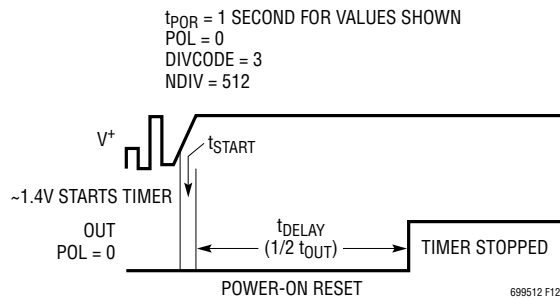 tPOR = 1 SECOND FOR VALUES SHOWN
POL = 0
DIVCODE = 3
NDIV = 512
V+
tSTART
~1.4V STARTS TIMER
OUT
POL = 0
tDELAY
(1/2 tOUT)
TIMER STOPPED
POWER-ON RESET
699512 F12